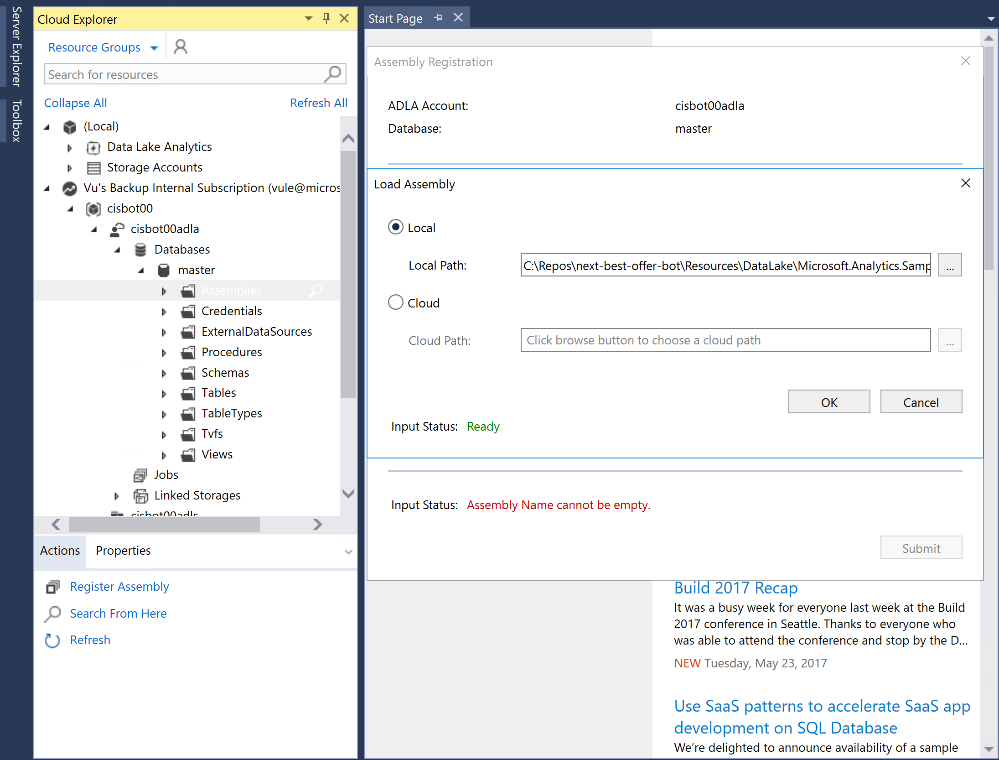 Server Explorer
Toolbox
Cloud Explorer
Resource Groups
Search for resources
Collapse All Refresh All
(Local)
Data Lake Analytics
Storage Accounts
Vu's Backup Internal Subscription (vule@micros
cisbot00
cisbot00adla
Databases
master
Assemblies
Credentials
ExternalDataSources
Procedures
Schemas
Tables
TableTypes
Tvfs
Views
Jobs
Linked Storages
cisbot00adls
Actions Properties
Register Assembly
Search From Here
Refresh
Start Page
Assembly Registration
ADLA Account: cisbot00adla
Database: master
Load Assembly
Local
Local Path: C:\Repos\next-best-offer-bot\Resources\DataLake\Microsoft.Analytics.Samp ...
Cloud
Cloud Path: Click browse button to choose a cloud path ...
OK Cancel
Input Status: Ready
Input Status: Assembly Name cannot be empty.
Submit
Build 2017 Recap
It was a busy week for everyone last week at the Build
2017 conference in Seattle. Thanks to everyone who
was able to attend the conference and stop by the D...
NEW Tuesday, May 23, 2017
Use SaaS patterns to accelerate SaaS app
development on SQL Database
We’re delighted to announce availability of a sample